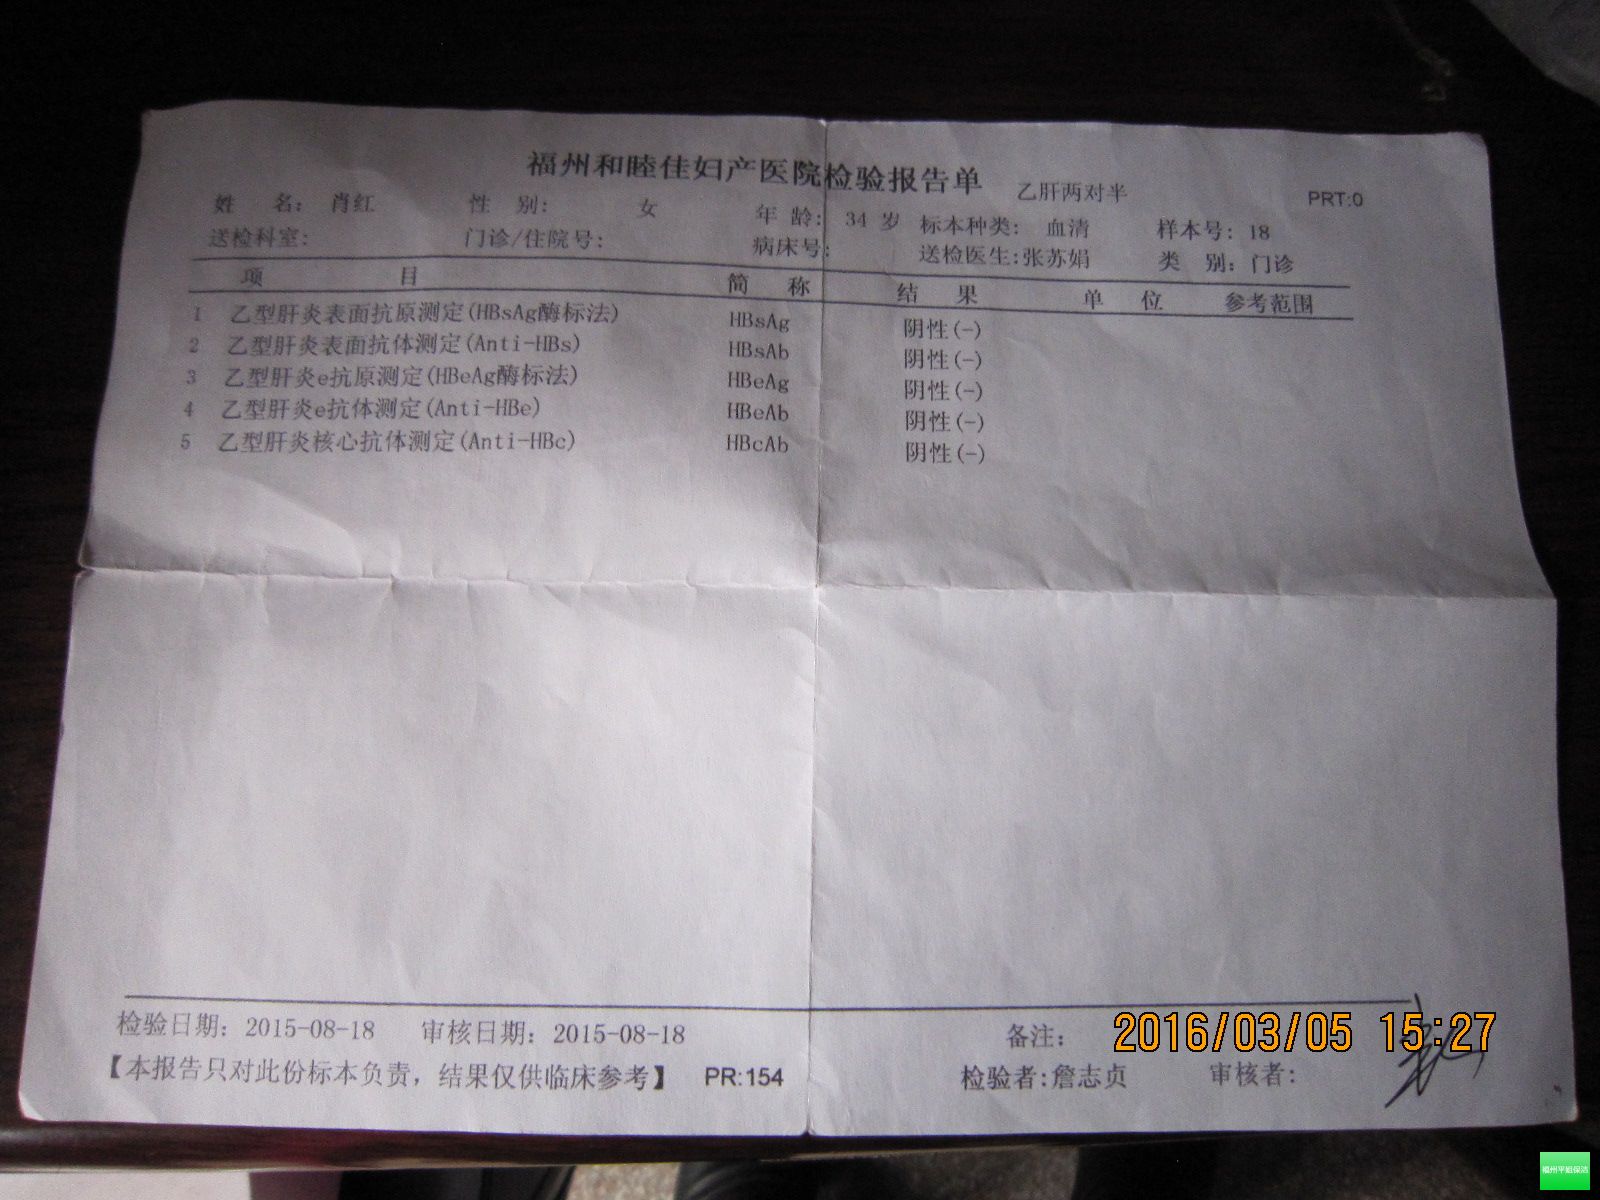 福州和睦佳妇产医院检验报告单 乙肝两对半 PRT:0
姓 名: 肖红 性 别: 女 年 龄: 34 岁 标本种类: 血清 样本号: 18
送检科室: 门诊/住院号: 病床号: 送检医生:张苏娟 类 别: 门诊
项 目 简 称 结 果 单 位 参考范围
1 乙型肝炎表面抗原测定(HBsAg酶标法) HBsAg 阴性(-)
2 乙型肝炎表面抗体测定(Anti-HBs) HBsAb 阴性(-)
3 乙型肝炎e抗原测定(HBeAg酶标法) HBeAg 阴性(-)
4 乙型肝炎e抗体测定(Anti-HBe) HBeAb 阴性(-)
5 乙型肝炎核心抗体测定(Anti-HBc) HBcAb 阴性(-)
检验日期: 2015-08-18 审核日期: 2015-08-18 备注:
2016/03/05 15:27
【本报告只对此份标本负责, 结果仅供临床参考】 PR:154 检验者:詹志贞 审核者:
福州平姐保洁